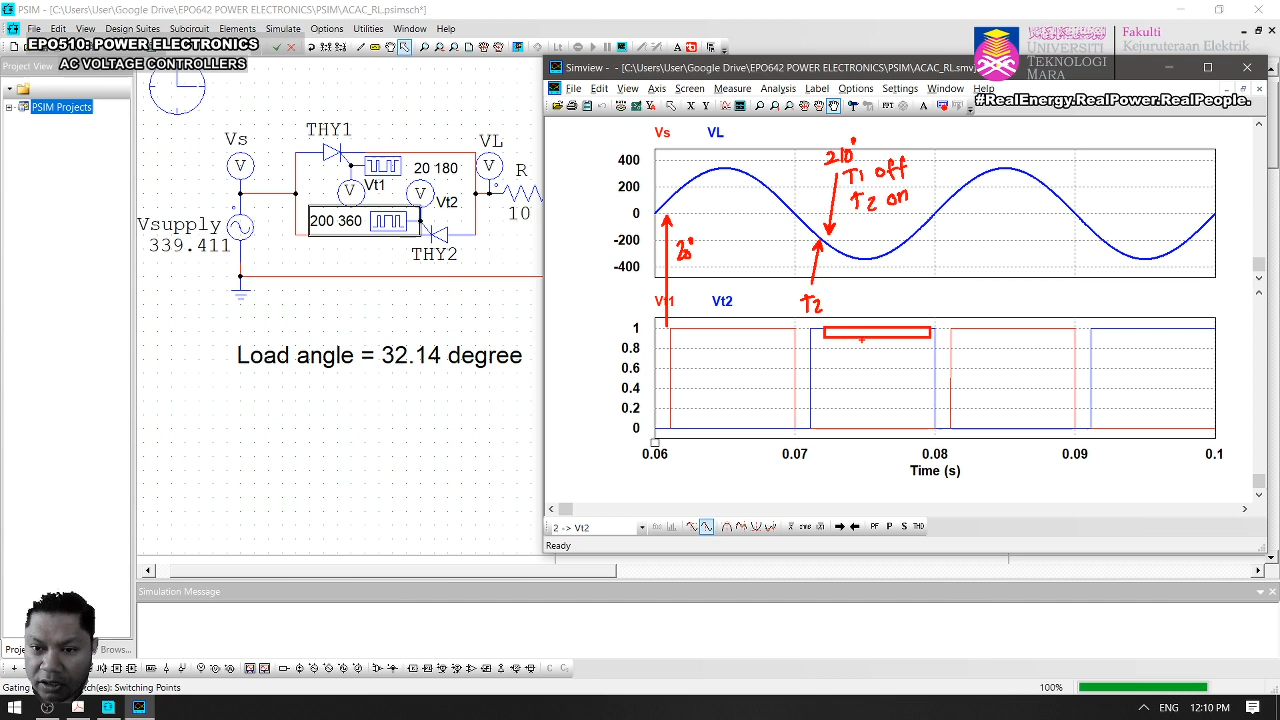 PSIM - [C:\Users\User\Google Drive\EPO642 POWER ELECTRONICS\PSIM\ACAC_RL.psimsch*]
File Edit View Design Suites Subcircuit Elements Simulate Options Utilities Window Help
EPO510: POWER ELECTRONICS
AC VOLTAGE CONTROLLERS
Project View
PSIM Projects
Fakulti
Kejuruteraan Elektrik
UNIVERSITI
TEKNOLOGI
MARA
#RealEnergy.RealPower.RealPeople.
Simview - [C:\Users\User\Google Drive\EPO642 POWER ELECTRONICS\PSIM\ACAC_RL.smv]
File Edit View Axis Screen Measure Analysis Label Options Settings Window Help
Vs
THY1
VL
V
20 180
V
V
V
Vt1
V
Vt2
R
10
Vsupply
339.411
200 360
THY2
Load angle = 32.14 degree
Vs VL
400
200
0
-200
-400
210°
T1 off
T2 on
20°
T2
Vt1 Vt2
1
0.8
0.6
0.4
0.2
0
0.06 0.07 0.08 0.09 0.1
Time (s)
2 -> Vt2
PF P S THD
Ready
Simulation Message
Brows...
100%
ENG 12:10 PM